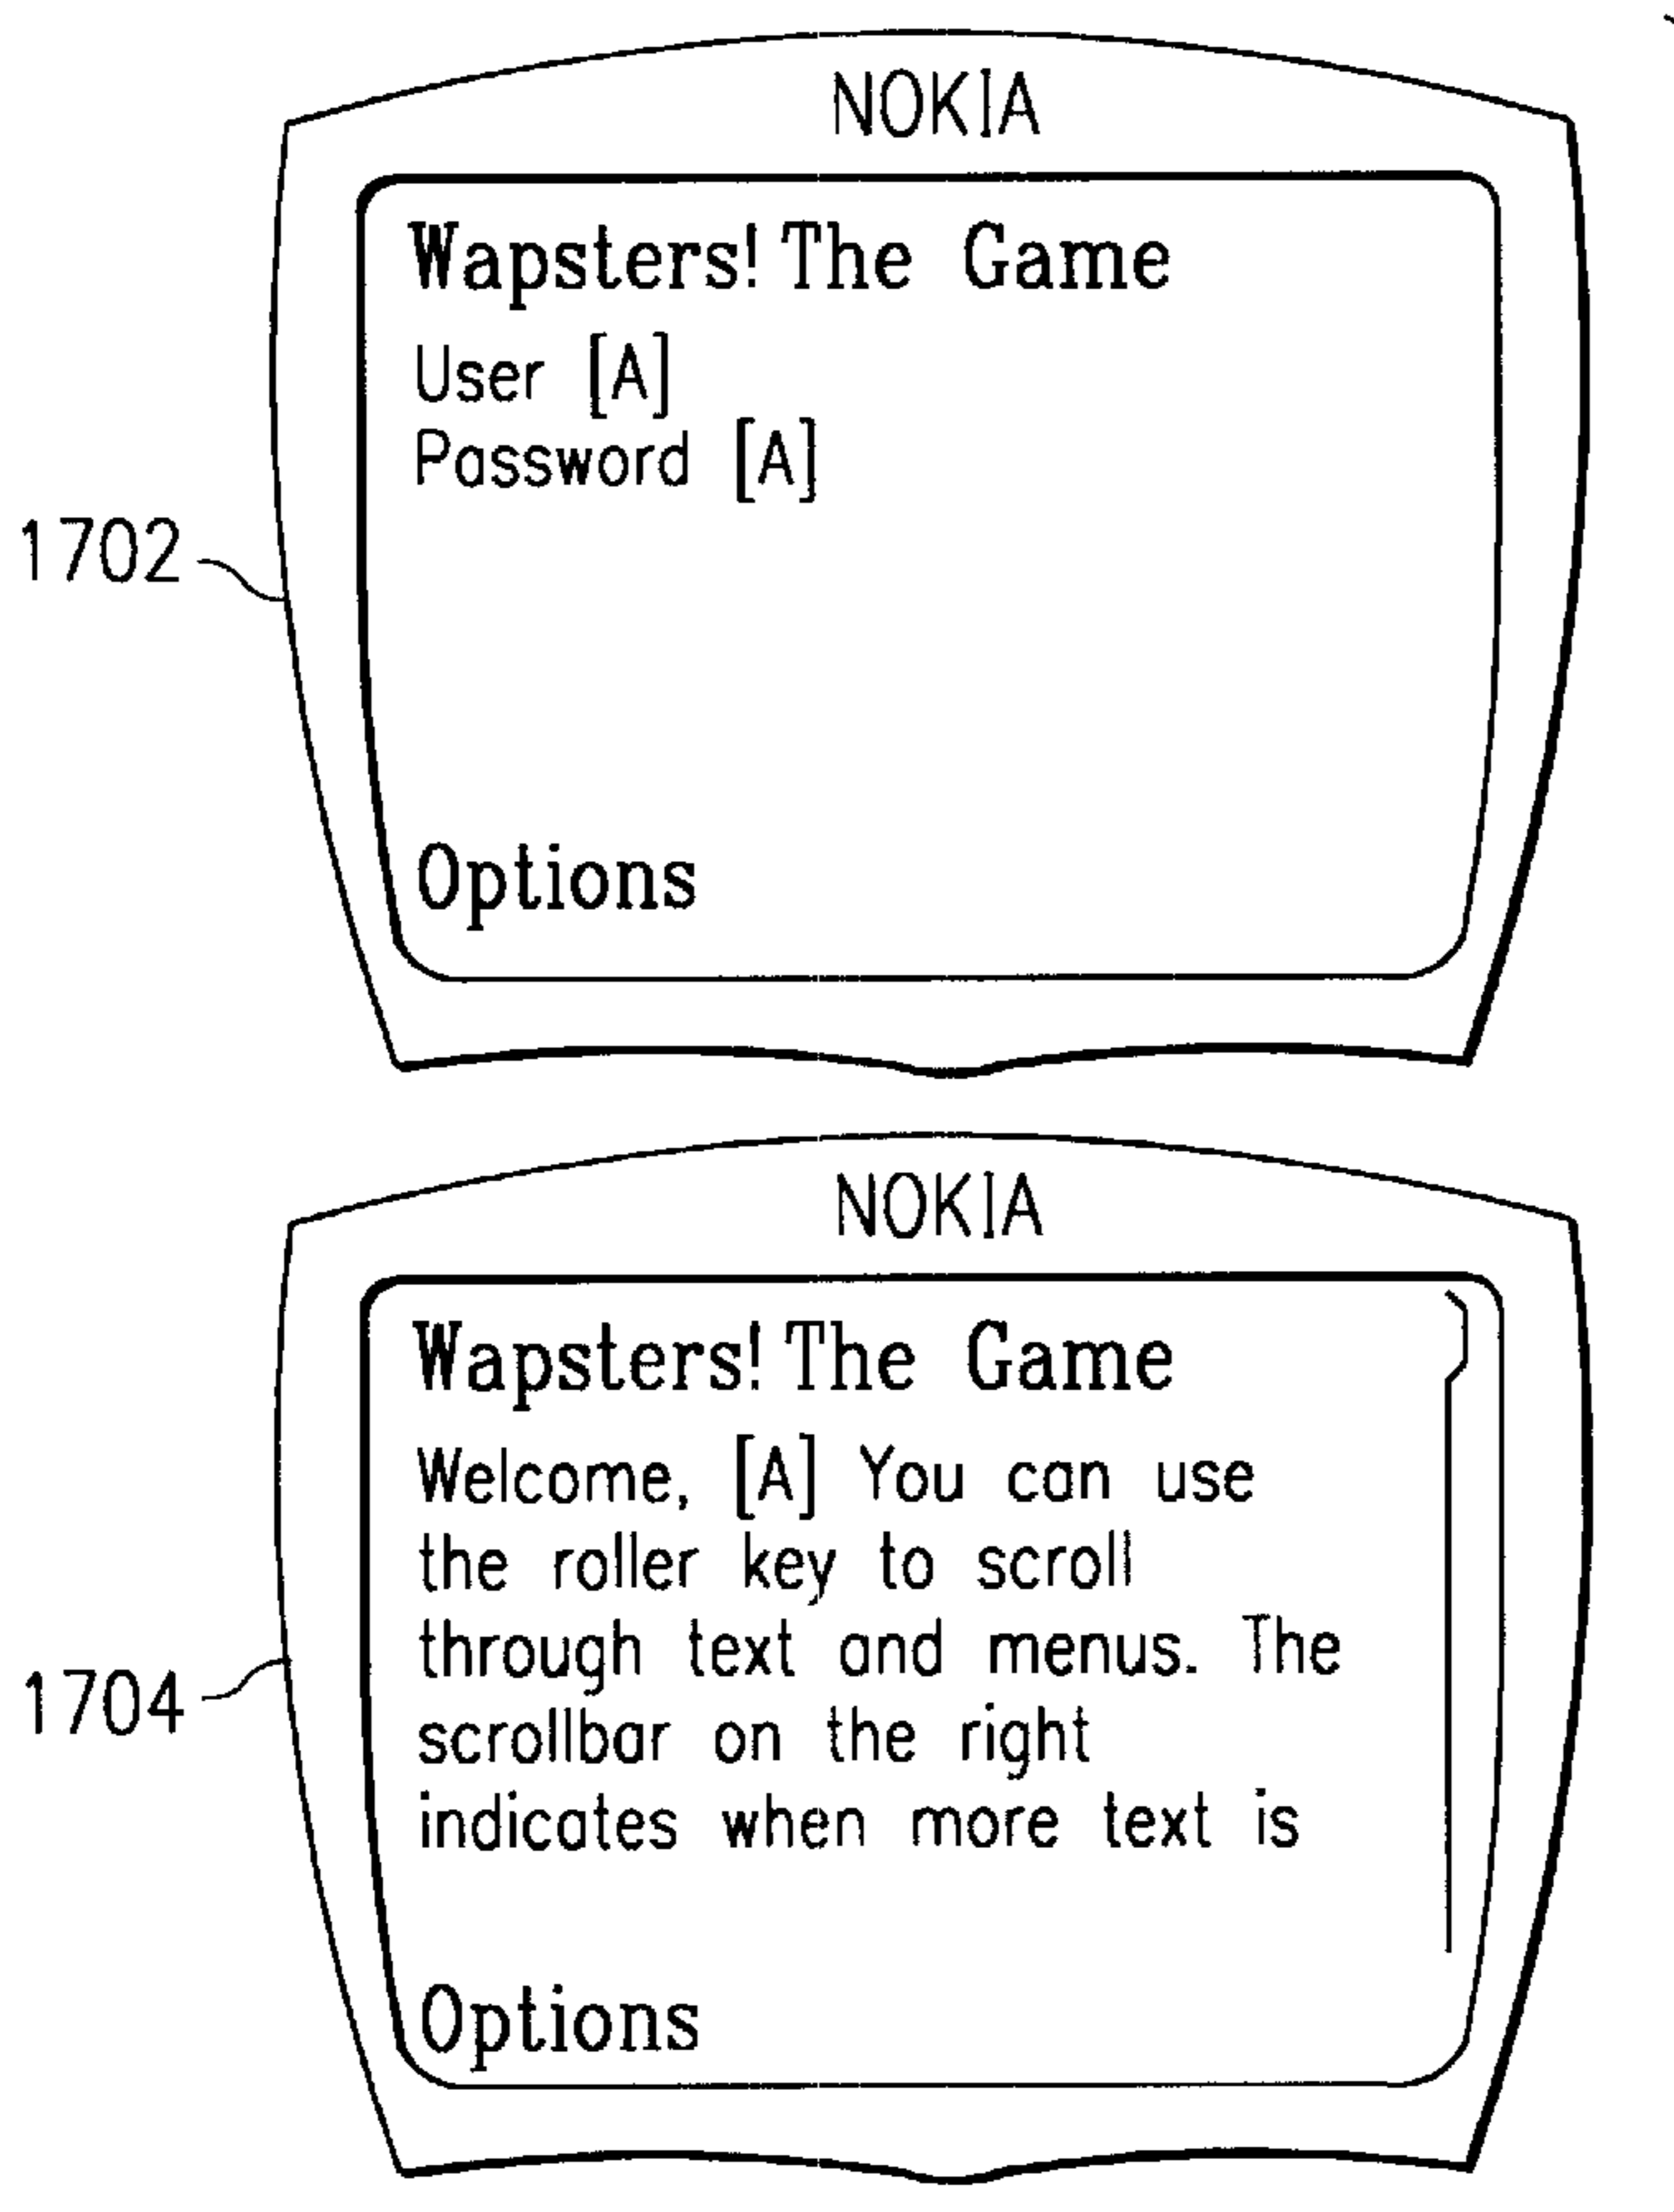 NOKIA
Wapsters! The Game
User [A]
Password [A]
1702
Options
NOKIA
Wapsters! The Game
Welcome, [A] You can use
the roller key to scroll
through text and menus. The
1704
scrollbar on the right
indicates when more text is
Options